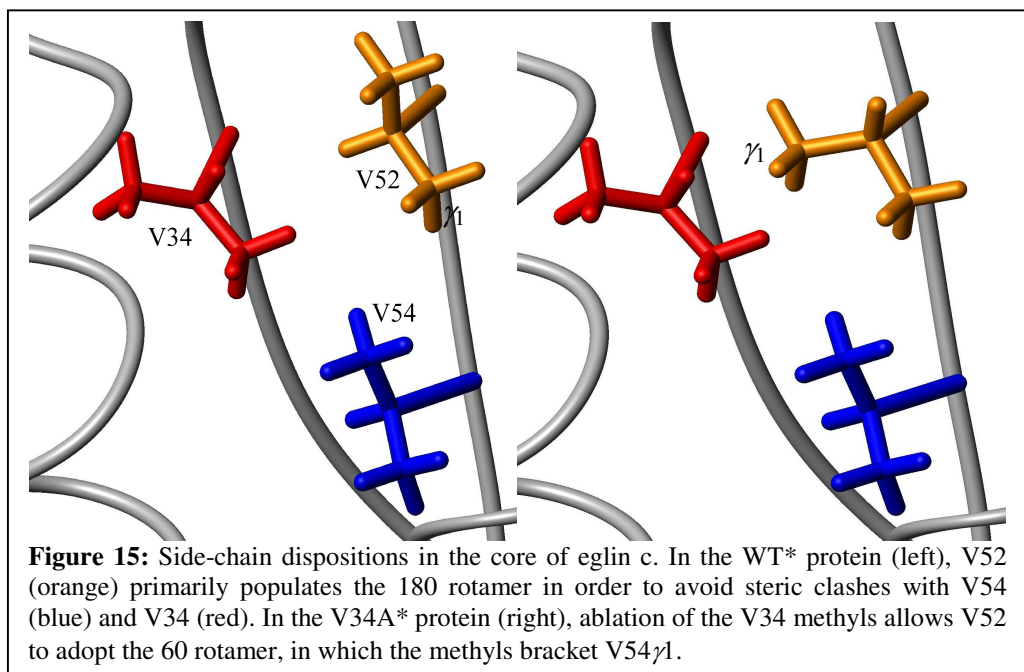 V52
γ1
V34
V54
γ1
Figure 15: Side-chain dispositions in the core of eglin c. In the WT* protein (left), V52
(orange) primarily populates the 180 rotamer in order to avoid steric clashes with V54
(blue) and V34 (red). In the V34A* protein (right), ablation of the V34 methyls allows V52
to adopt the 60 rotamer, in which the methyls bracket V54γ1.